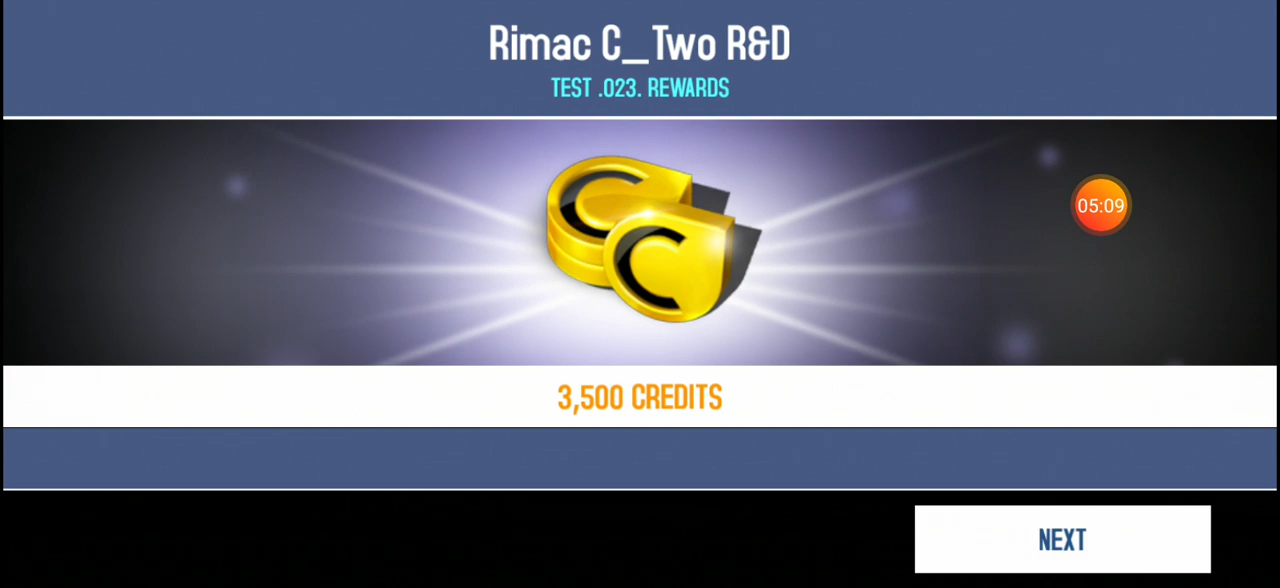 Rimac C_Two R&D
TEST .023. REWARDS
05:09
3,500 CREDITS
NEXT